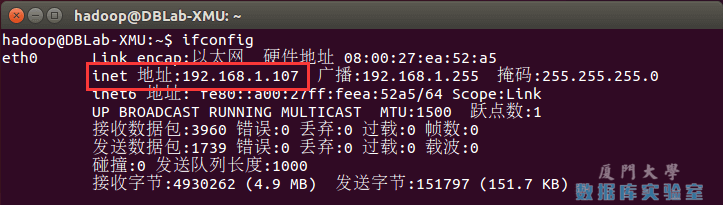 hadoop@DBLab-XMU: ~
hadoop@DBLab-XMU:~$ ifconfig
eth0 Link encap:以太网 硬件地址 08:00:27:ea:52:a5
inet 地址:192.168.1.107 广播:192.168.1.255 掩码:255.255.255.0
inet6 地址: fe80::a00:27ff:feea:52a5/64 Scope:Link
UP BROADCAST RUNNING MULTICAST MTU:1500 跃点数:1
接收数据包:3960 错误:0 丢弃:0 过载:0 帧数:0
发送数据包:1739 错误:0 丢弃:0 过载:0 载波:0
碰撞:0 发送队列长度:1000
接收字节:4930262 (4.9 MB) 发送字节:151797 (151.7 KB)
厦門大學
数据库实验室